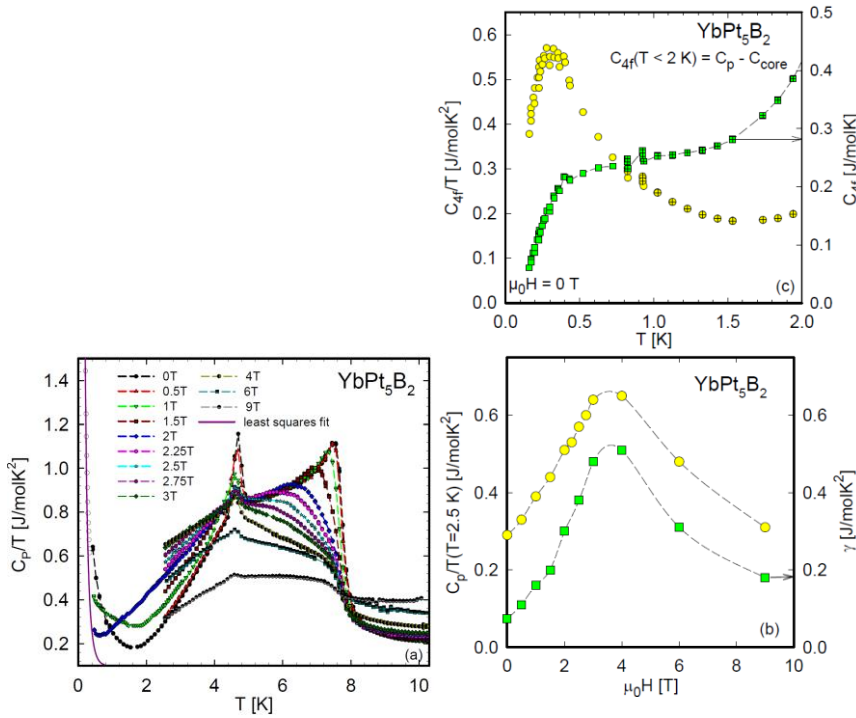 YbPt5B2
C4f(T < 2 K) = Cp - Ccore
C4f/T [J/molK2]
0.6
0.5
0.4
0.3
0.2
0.1
0.0
0.5
0.4
0.3
0.2
0.1
0.0
C4f [J/molK]
μ0H = 0 T
(c)
0.0 0.5 1.0 1.5 2.0
T [K]
YbPt5B2
CP/T [J/molK2]
1.4
1.2
1.0
0.8
0.6
0.4
0.2
0T
0.5T
1T
1.5T
2T
2.25T
2.5T
2.75T
3T
4T
6T
9T
least squares fit
(a)
0 2 4 6 8 10
T [K]
YbPt5B2
Cp/T(T=2.5 K) [J/molK2]
0.6
0.4
0.2
0.0
0.6
0.4
0.2
0.0
γ [J/molK2]
(b)
0 2 4 6 8 10
μ0H [T]